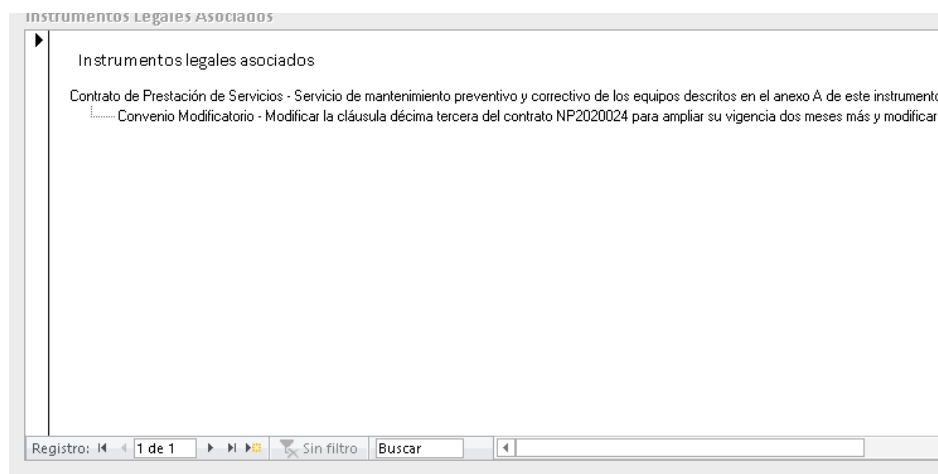 Instrumentos Legales Asociados
Instrumentos legales asociados
Contrato de Prestación de Servicios - Servicio de mantenimiento preventivo y correctivo de los equipos descritos en el anexo A de este instrumento
Convenio Modificatorio - Modificar la cláusula décima tercera del contrato NP2020024 para ampliar su vigencia dos meses más y modificar
Registro: 1 de 1 Sin filtro Buscar